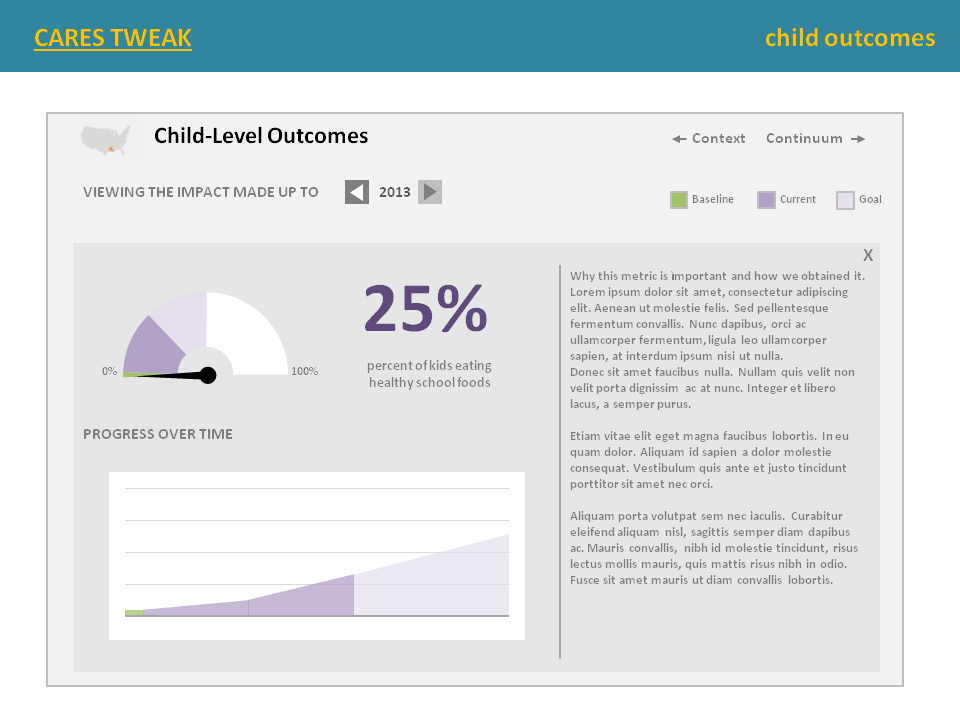 CARES TWEAK
child outcomes
Child-Level Outcomes
Context
Continuum
VIEWING THE IMPACT MADE UP TO
2013
Baseline
Current
Goal
X
0%
100%
25%
percent of kids eating
healthy school foods
PROGRESS OVER TIME
Why this metric is important and how we obtained it.
Lorem ipsum dolor sit amet, consectetur adipiscing
elit. Aenean ut molestie felis. Sed pellentesque
fermentum convallis. Nunc dapibus, orci ac
ullamcorper fermentum, ligula leo ullamcorper
sapien, at interdum ipsum nisi ut nulla.
Donec sit amet faucibus nulla. Nullam quis velit non
velit porta dignissim ac at nunc. Integer et libero
lacus, a semper purus.
Etiam vitae elit eget magna faucibus lobortis. In eu
quam dolor. Aliquam id sapien a dolor molestie
consequat. Vestibulum quis ante et justo tincidunt
porttitor sit amet nec orci.
Aliquam porta volutpat sem nec iaculis. Curabitur
eleifend aliquam nisl, sagittis semper diam dapibus
ac. Mauris convallis, nibh id molestie tincidunt, risus
lectus mollis mauris, quis mattis risus nibh in odio.
Fusce sit amet mauris ut diam convallis lobortis.